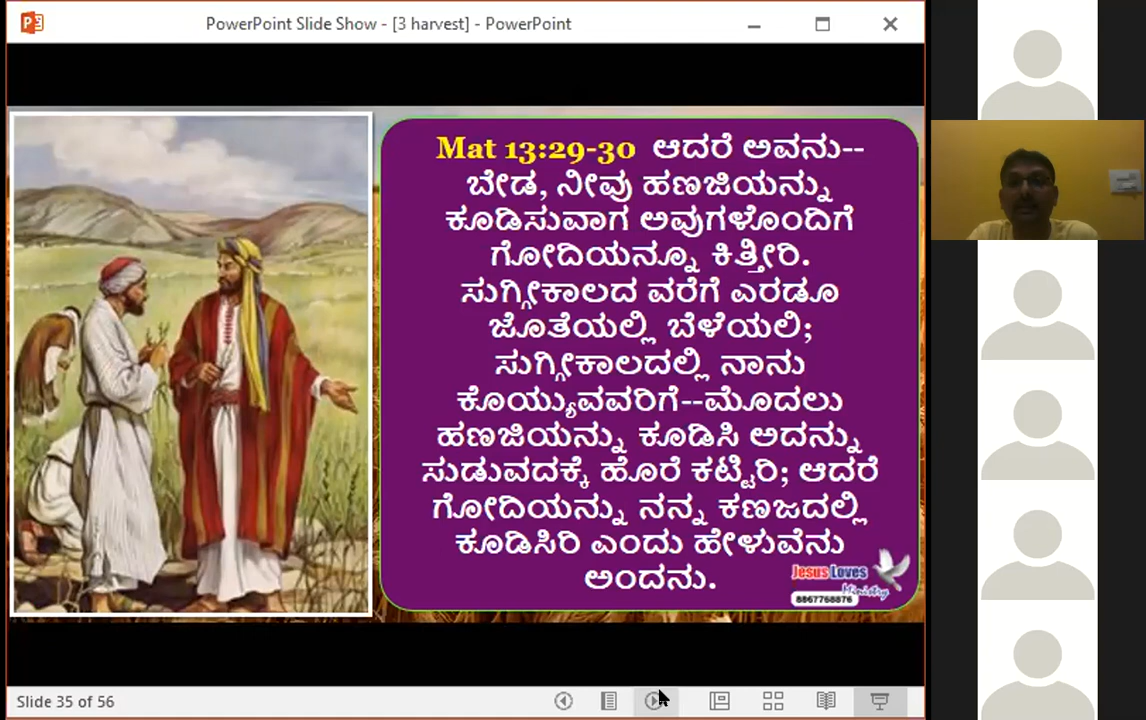 PowerPoint Slide Show - [3 harvest] - PowerPoint
Mat 13:29-30 ಆದರೆ ಅವನು--
ಬೇಡ, ನೀವು ಹಣಜಿಯನ್ನು
ಕೂಡಿಸುವಾಗ ಅವುಗಳೊಂದಿಗೆ
ಗೋದಿಯನ್ನೂ ಕಿತ್ತೀರಿ.
ಸುಗ್ಗೀಕಾಲದ ವರೆಗೆ ಎರಡೂ
ಜೊತೆಯಲ್ಲಿ ಬೆಳೆಯಲಿ;
ಸುಗ್ಗೀಕಾಲದಲ್ಲಿ ನಾನು
ಕೊಯ್ಯುವವರಿಗೆ--ಮೊದಲು
ಹಣಜಿಯನ್ನು ಕೂಡಿಸಿ ಅದನ್ನು
ಸುಡುವದಕ್ಕೆ ಹೊರೆ ಕಟ್ಟಿರಿ; ಆದರೆ
ಗೋದಿಯನ್ನು ನನ್ನ ಕಣಜದಲ್ಲಿ
ಕೂಡಿಸಿರಿ ಎಂದು ಹೇಳುವೆನು
ಅಂದನು.
Jesus Loves
Ministry
8867768876
Slide 35 of 56